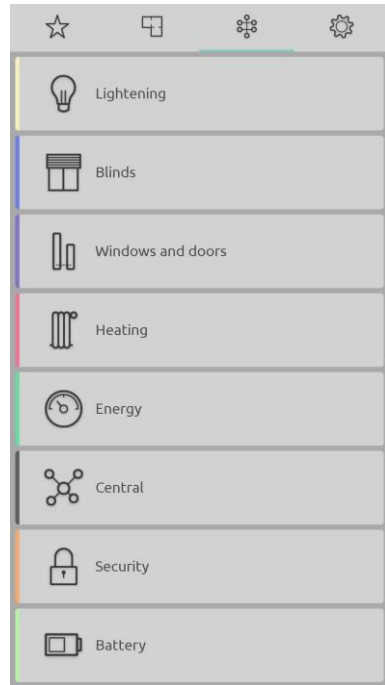 Lightening
Blinds
Windows and doors
Heating
Energy
Central
Security
Battery